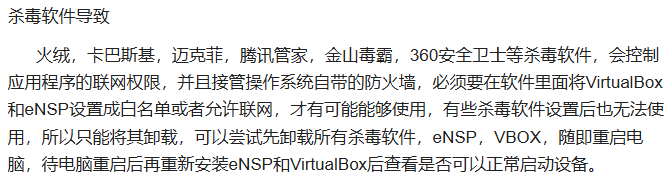 杀毒软件导致
火绒，卡巴斯基，迈克菲，腾讯管家，金山毒霸，360安全卫士等杀毒软件，会控制
应用程序的联网权限，并且接管操作系统自带的防火墙，必须要在软件里面将VirtualBox
和eNSP设置成白名单或者允许联网，才有可能能够使用，有些杀毒软件设置后也无法使
用，所以只能将其卸载，可以尝试先卸载所有杀毒软件，eNSP，VBOX，随即重启电
脑，待电脑重启后再重新安装eNSP和VirtualBox后查看是否可以正常启动设备。